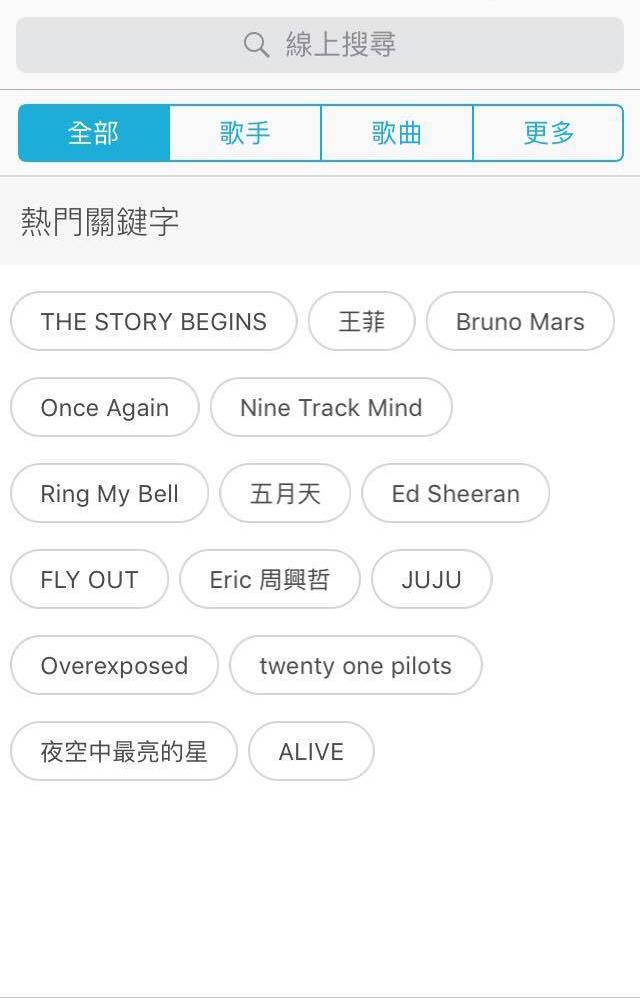 線上搜尋
全部 歌手 歌曲 更多
熱門關鍵字
THE STORY BEGINS 王菲 Bruno Mars
Once Again Nine Track Mind
Ring My Bell 五月天 Ed Sheeran
FLY OUT Eric 周興哲 JUJU
Overexposed twenty one pilots
夜空中最亮的星 ALIVE